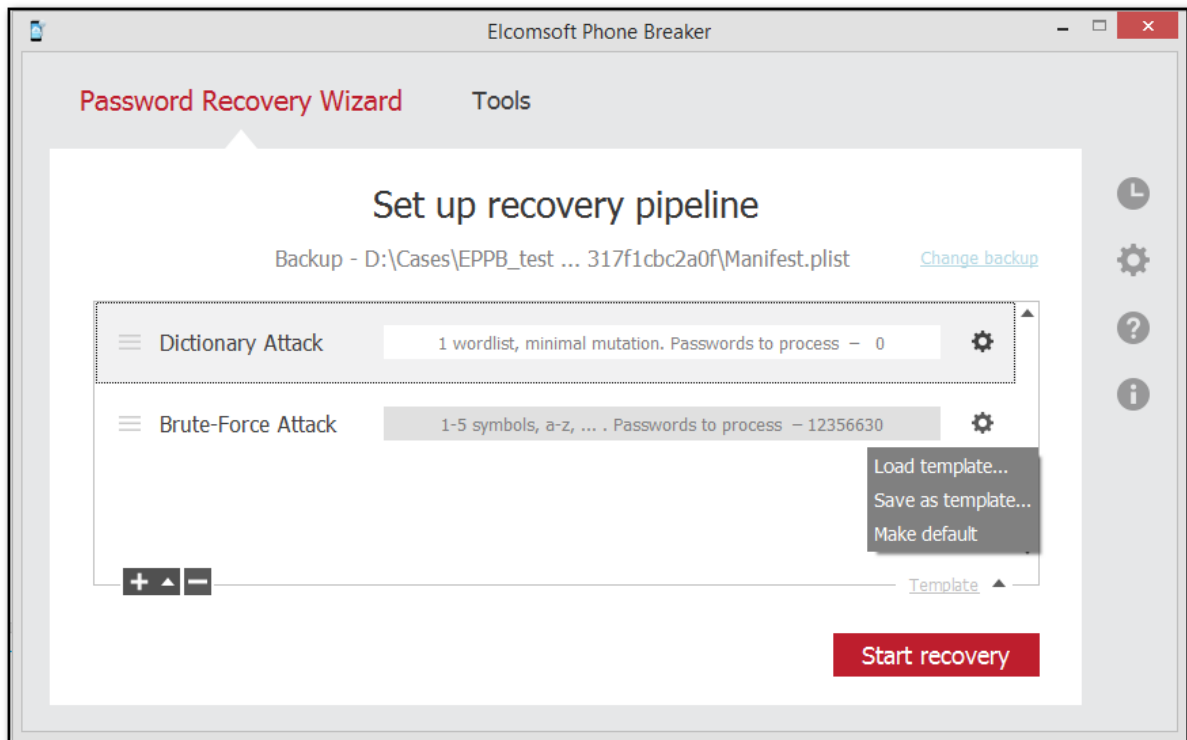 Elcomsoft Phone Breaker
Password Recovery Wizard Tools
Set up recovery pipeline
Backup - D:\Cases\EPPB_test ... 317f1cbc2a0f\Manifest.plist Change backup
Dictionary Attack 1 wordlist, minimal mutation. Passwords to process – 0
Brute-Force Attack 1-5 symbols, a-z, ... . Passwords to process – 12356630
Load template...
Save as template...
Make default
Template
Start recovery